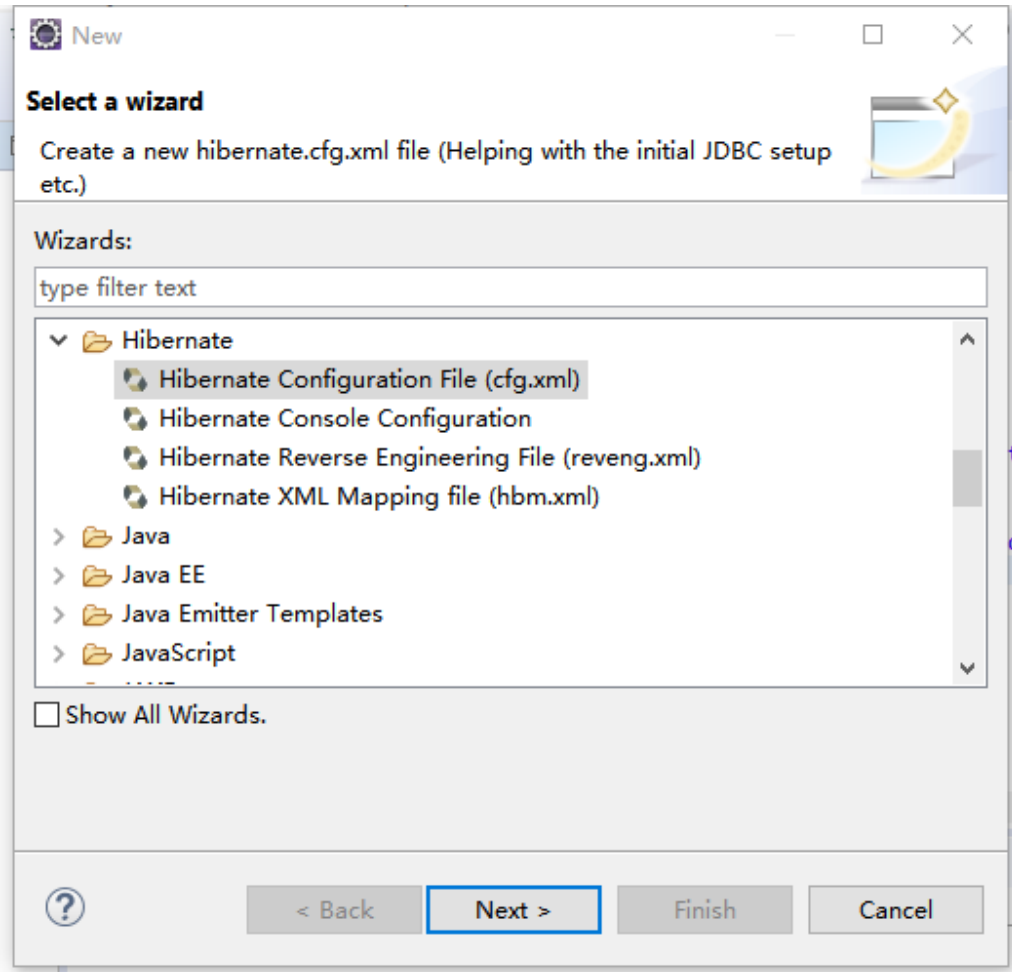 New
Select a wizard
Create a new hibernate.cfg.xml file (Helping with the initial JDBC setup
etc.)
Wizards:
type filter text
Hibernate
Hibernate Configuration File (cfg.xml)
Hibernate Console Configuration
Hibernate Reverse Engineering File (reveng.xml)
Hibernate XML Mapping file (hbm.xml)
Java
Java EE
Java Emitter Templates
JavaScript
Show All Wizards.
?
< Back
Next >
Finish
Cancel